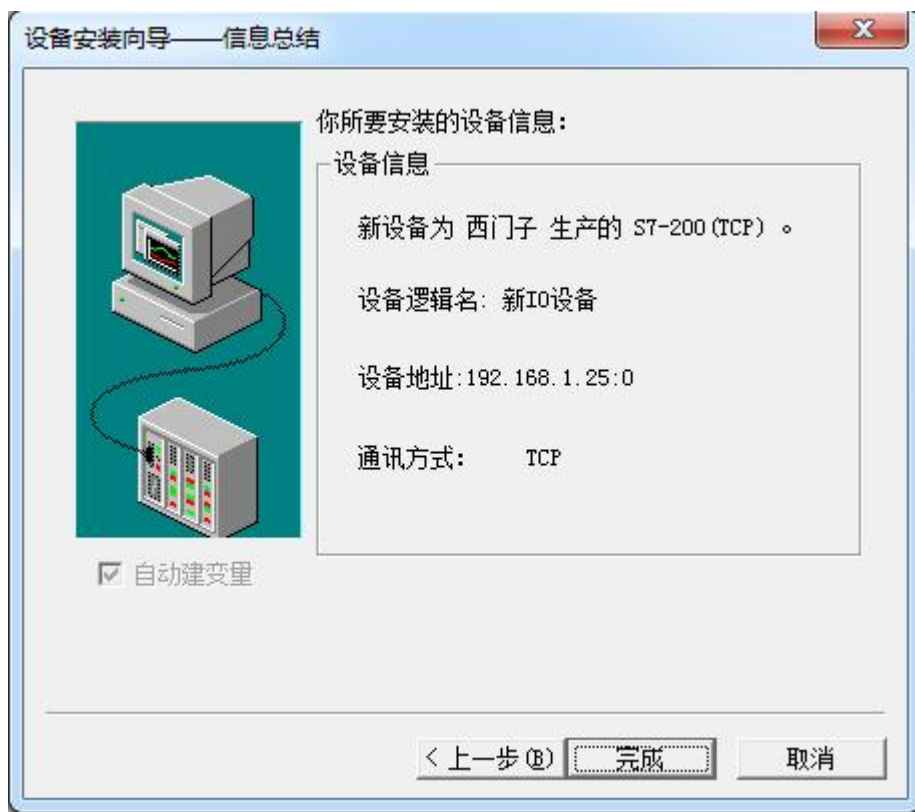 设备安装向导——信息总结
你所要安装的设备信息：
设备信息
新设备为 西门子 生产的 S7-200(TCP) 。
设备逻辑名: 新IO设备
设备地址:192.168.1.25:0
通讯方式： TCP
自动建变里
<上一步(B)
完成
取消